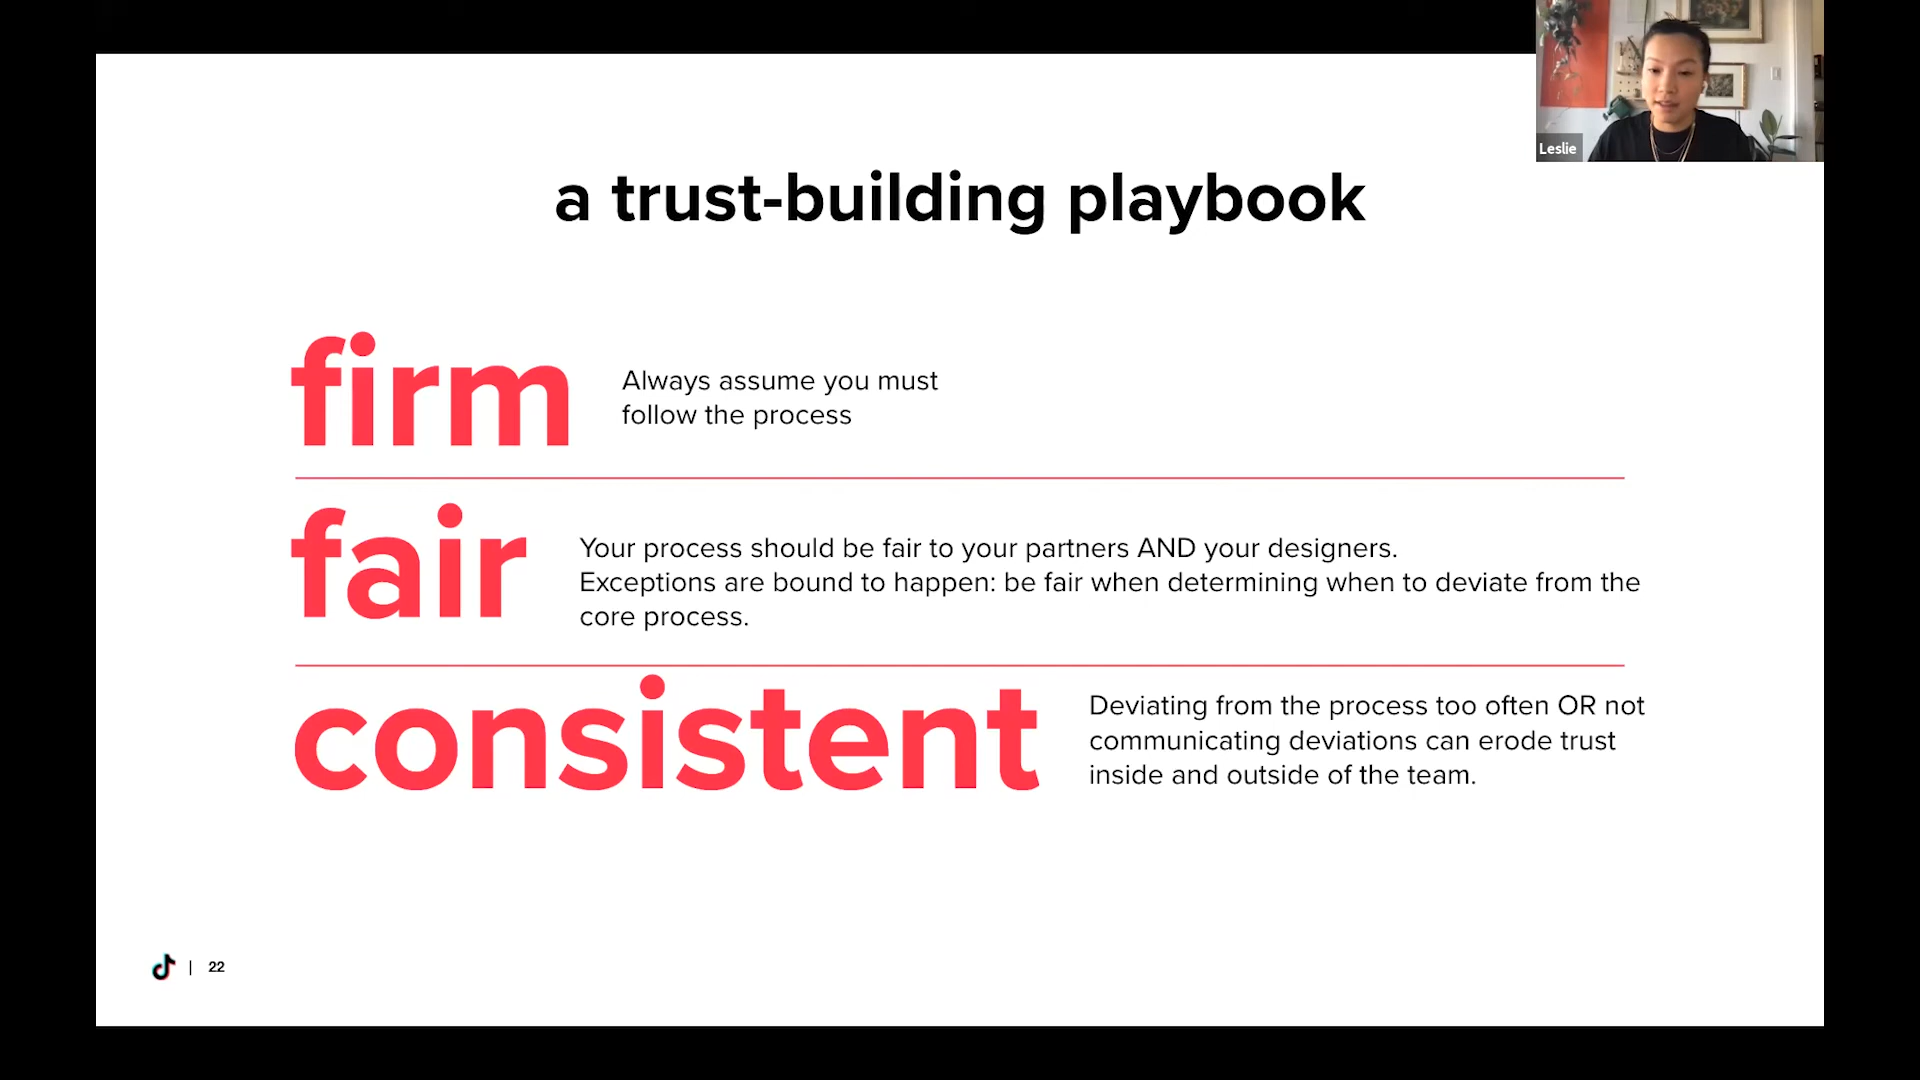 Leslie
a trust-building playbook
firm
Always assume you must
follow the process
fair
Your process should be fair to your partners AND your designers.
Exceptions are bound to happen: be fair when determining when to deviate from the
core process.
consistent
Deviating from the process too often OR not
communicating deviations can erode trust
inside and outside of the team.
| 22